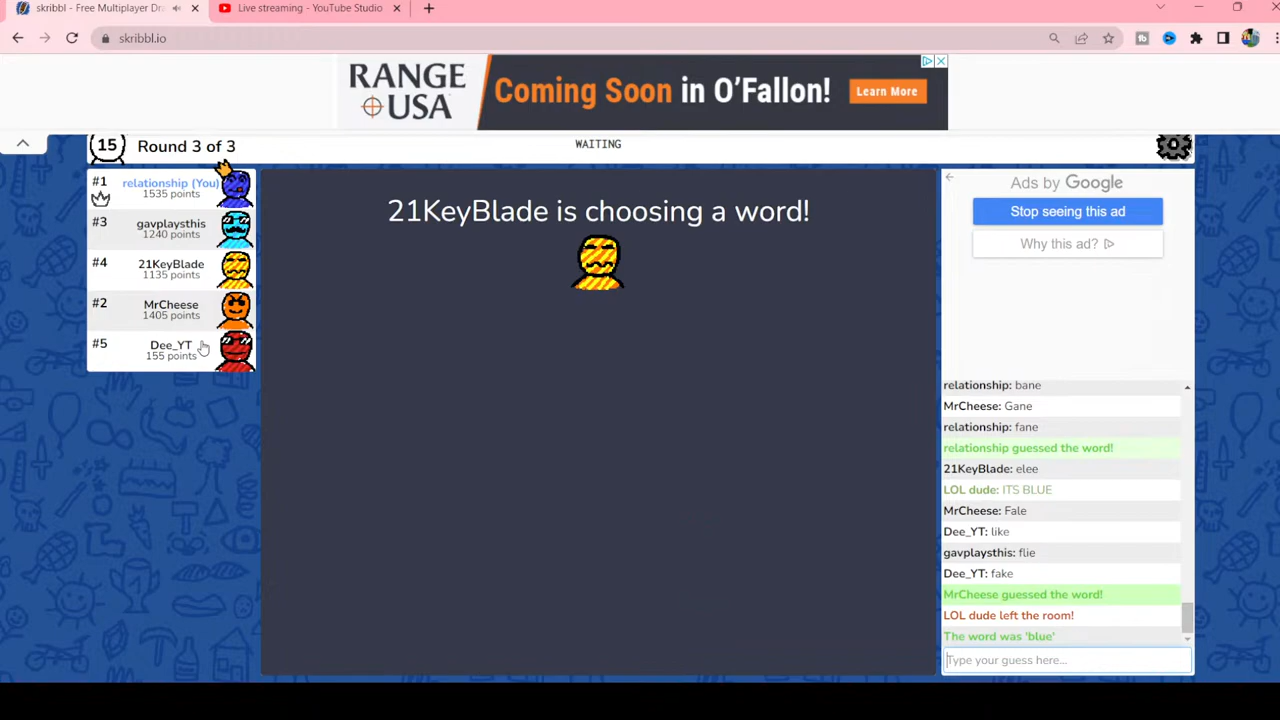 skribbl - Free Multiplayer Dra
Live streaming - YouTube Studio
skribbl.io
RANGE
USA
Coming Soon in O'Fallon!
Learn More
15
Round 3 of 3
WAITING
#1
relationship (You)
1535 points
#3
gavplaysthis
1240 points
#4
21KeyBlade
1135 points
#2
MrCheese
1405 points
#5
Dee_YT
155 points
21KeyBlade is choosing a word!
Ads by Google
Stop seeing this ad
Why this ad?
relationship: bane
MrCheese: Gane
relationship: fane
relationship guessed the word!
21KeyBlade: elee
LOL dude: ITS BLUE
MrCheese: Fale
Dee_YT: like
gavplaysthis: flie
Dee_YT: fake
MrCheese guessed the word!
LOL dude left the room!
The word was 'blue'
Type your guess here...